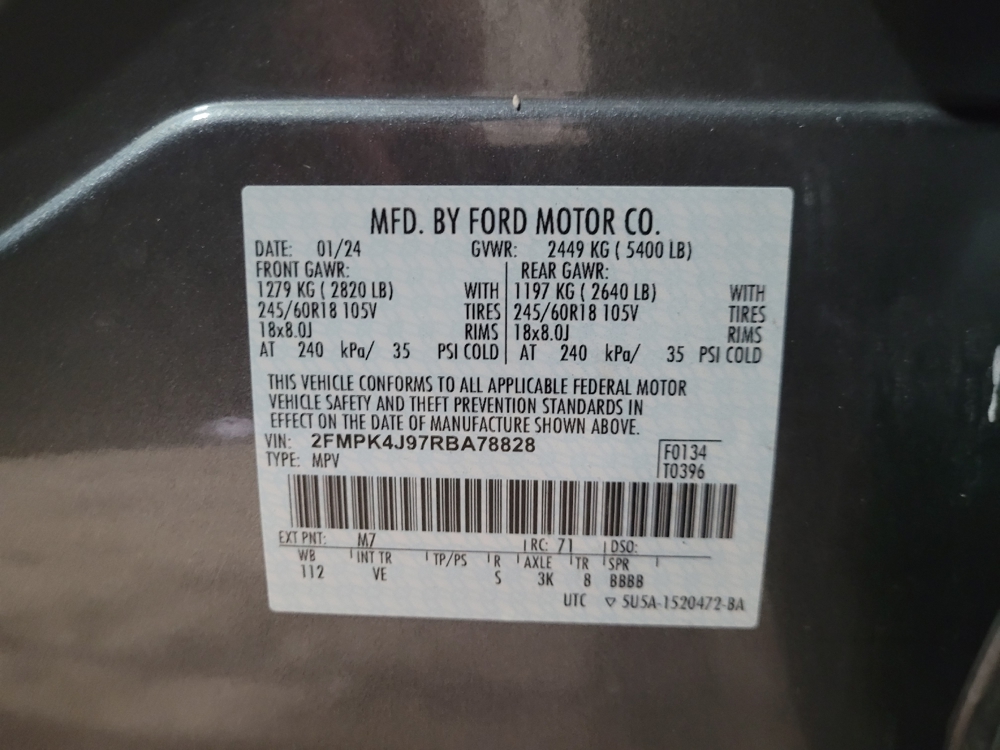 MFD. BY FORD MOTOR CO.
DATE: 01/24 GVWR: 2449 KG ( 5400 LB)
FRONT GAWR: REAR GAWR:
1279 KG ( 2820 LB) WITH 1197 KG ( 2640 LB) WITH
245/60R18 105V TIRES 245/60R18 105V TIRES
18x8.0J RIMS 18x8.0J RIMS
AT 240 kPa/ 35 PSI COLD AT 240 kPa/ 35 PSI COLD
THIS VEHICLE CONFORMS TO ALL APPLICABLE FEDERAL MOTOR
VEHICLE SAFETY AND THEFT PREVENTION STANDARDS IN
EFFECT ON THE DATE OF MANUFACTURE SHOWN ABOVE.
VIN: 2FMPK4J97RBA78828 F0134
TYPE: MPV T0396
EXT PNT: M7 RC: 71 DSO:
WB INT TR TP/PS R AXLE TR SPR
112 VE S 3K 8 BBBB
UTC ▽ SU5A-1520472-BA